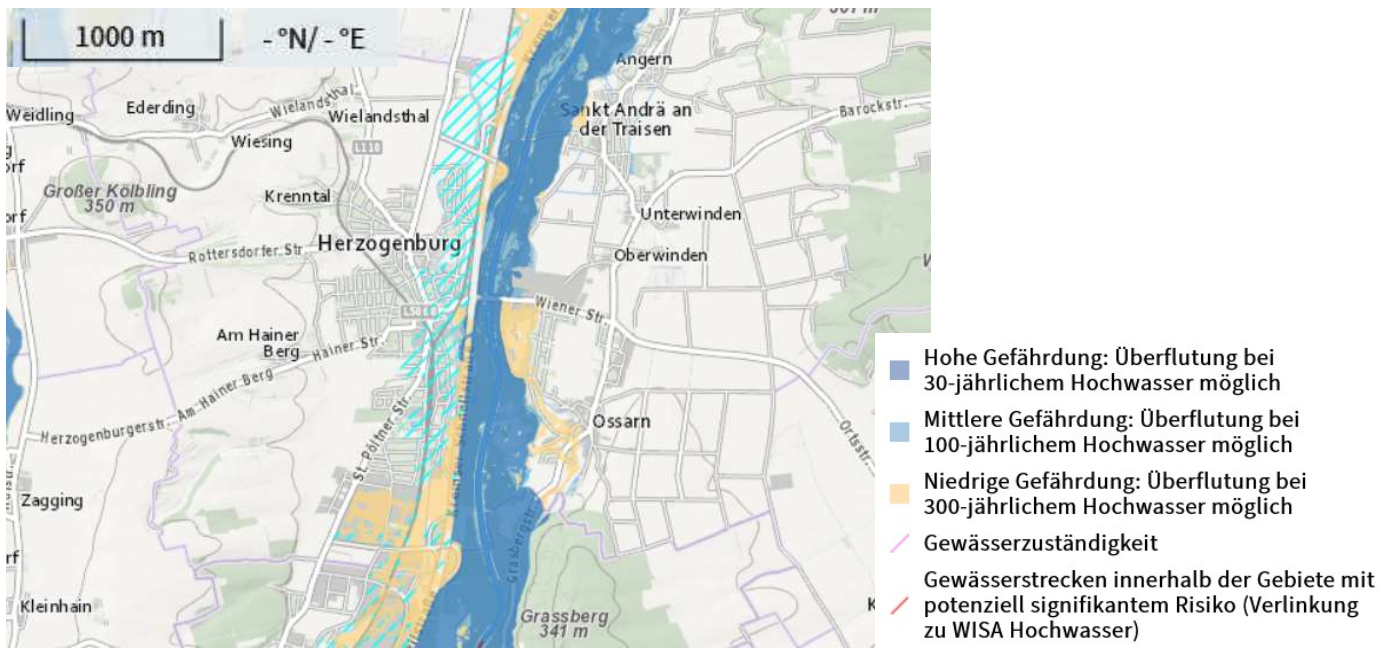 1000 m
- °N/ - °E
Angern
Ederding
Wielandsthal
Weidling
Wielandsthal
Sankt Andrä an
der Traisen
Barockstr.
Wiesing
L110
Großer Kölbling
350 m
Krenntal
Unterwinden
Herzogenburg
Rottersdorfer Str.
Oberwinden
Wiener Str.
Am Hainer
Berg
Hainer Str.
Am Hainer Berg
Herzogenburgerstr.
St. Pöltner Str.
Ossarn
Ortsstr.
Zagging
Grasbergstr.
Kleinhain
Grassberg
341 m
Hohe Gefährdung: Überflutung bei
30-jährlichem Hochwasser möglich
Mittlere Gefährdung: Überflutung bei
100-jährlichem Hochwasser möglich
Niedrige Gefährdung: Überflutung bei
300-jährlichem Hochwasser möglich
Gewässerzuständigkeit
Gewässerstrecken innerhalb der Gebiete mit
potenziell signifikantem Risiko (Verlinkung
zu WISA Hochwasser)